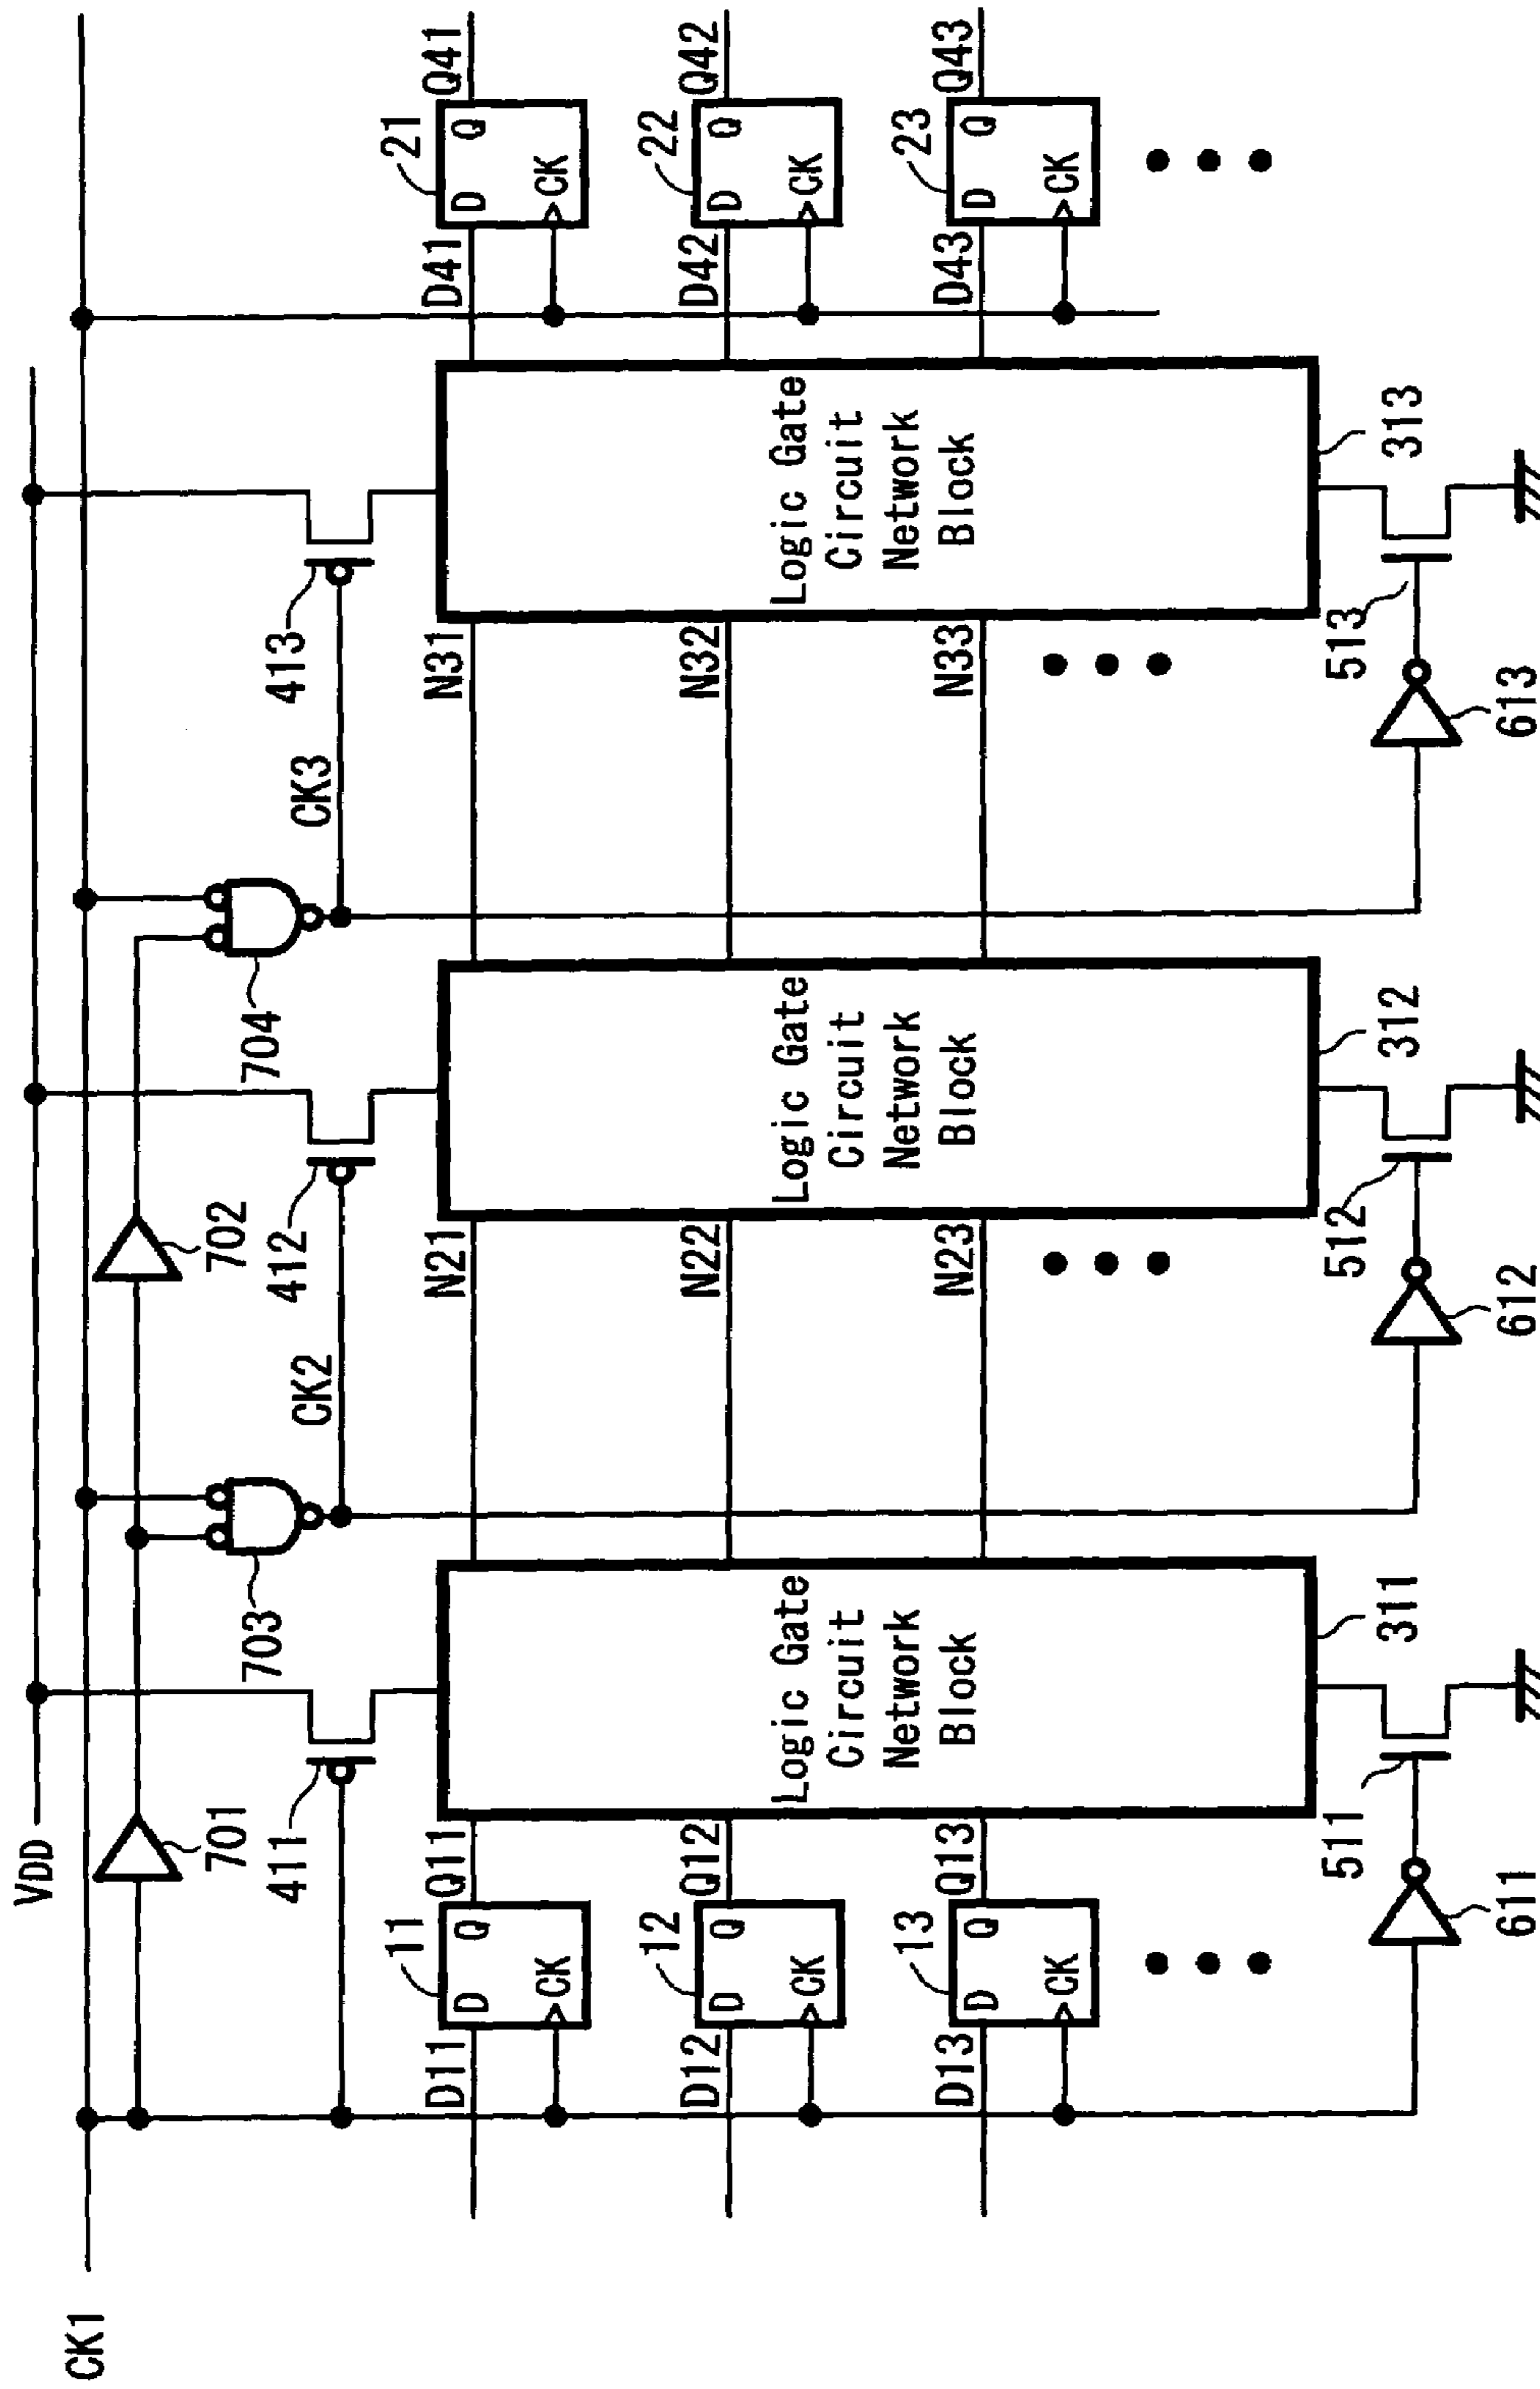 VDD
CK1
701
702
703
704
411
412
413
CK2
CK3
11
D11
Q11
D
Q
CK
12
D12
Q12
D
Q
CK
13
D13
Q13
D
Q
CK
Logic Gate
Circuit
Network
Block
311
N21
N22
N23
Logic Gate
Circuit
Network
Block
312
N31
N32
N33
Logic Gate
Circuit
Network
Block
313
21
D41
Q41
D
Q
CK
22
D42
Q42
D
Q
CK
23
D43
Q43
D
Q
CK
511
512
513
611
612
613